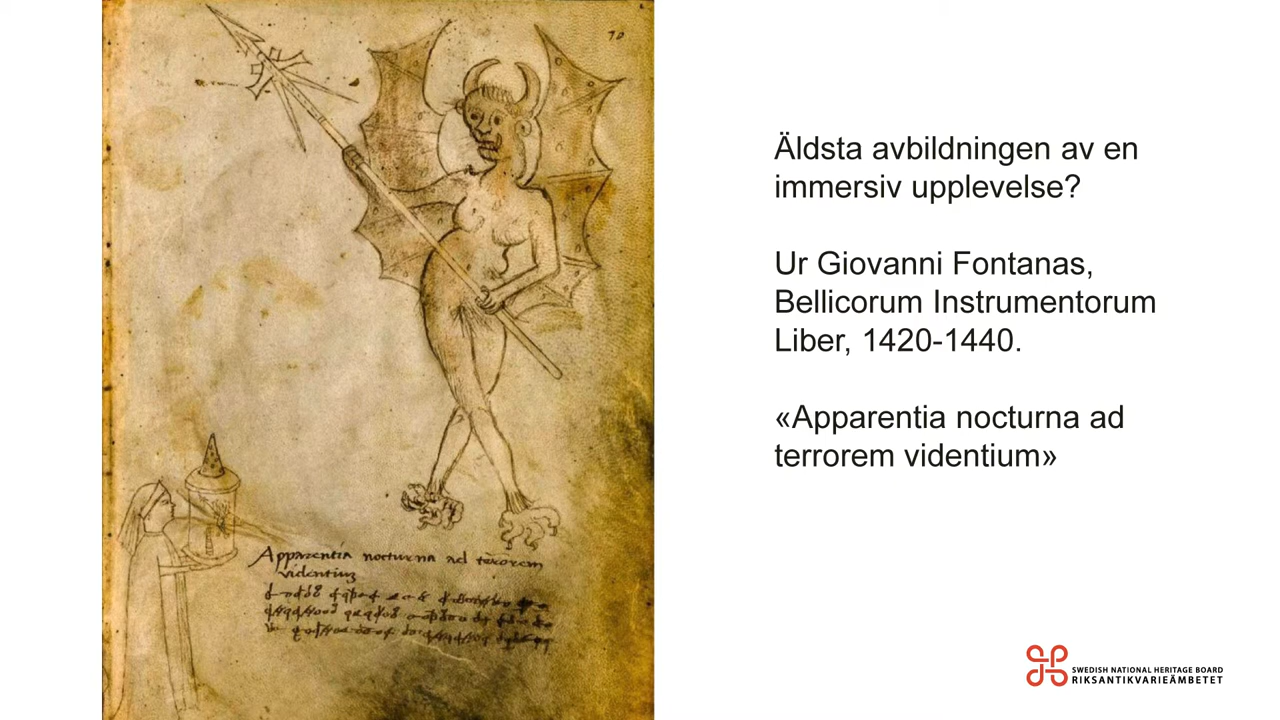 70
Apparentia nocturna ad terrorem
videntium
Äldsta avbildningen av en
immersiv upplevelse?
Ur Giovanni Fontanas,
Bellicorum Instrumentorum
Liber, 1420-1440.
«Apparentia nocturna ad
terrorem videntium»
SWEDISH NATIONAL HERITAGE BOARD
RIKSANTIKVARIEÄMBETET